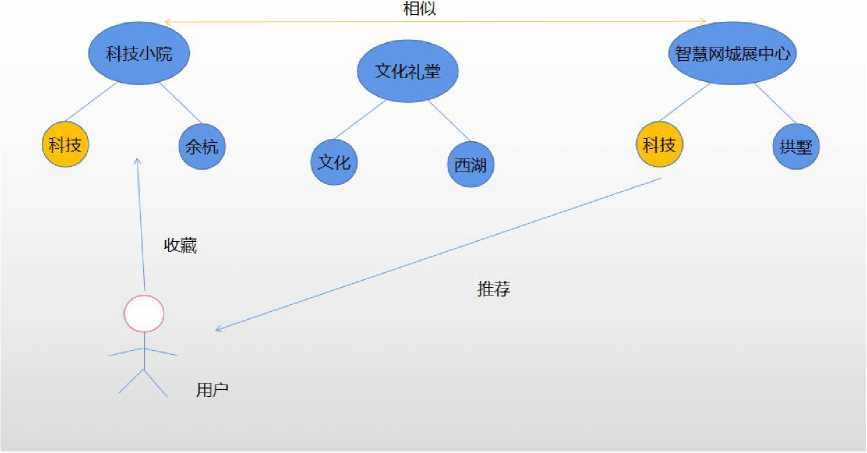 相似
科技小院
文化礼堂
智慧网城展中心
科技
余杭
文化
西湖
科技
拱墅
收藏
推荐
用户